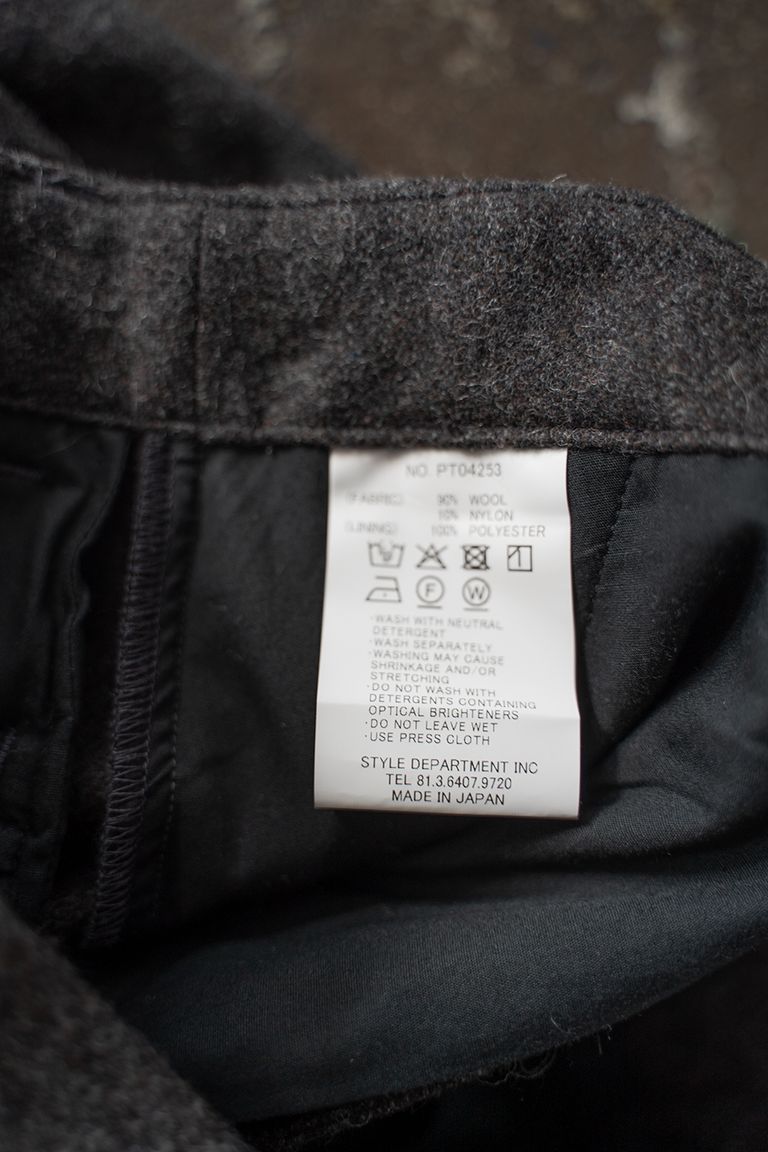 NO. PT04253
(FABRIC) 90% WOOL
10% NYLON
(LINING) 100% POLYESTER
F W
·WASH WITH NEUTRAL
DETERGENT
·WASH SEPARATELY
·WASHING MAY CAUSE
SHRINKAGE AND/OR
STRETCHING
·DO NOT WASH WITH
DETERGENTS CONTAINING
OPTICAL BRIGHTENERS
·DO NOT LEAVE WET
·USE PRESS CLOTH
STYLE DEPARTMENT INC
TEL 81.3.6407.9720
MADE IN JAPAN